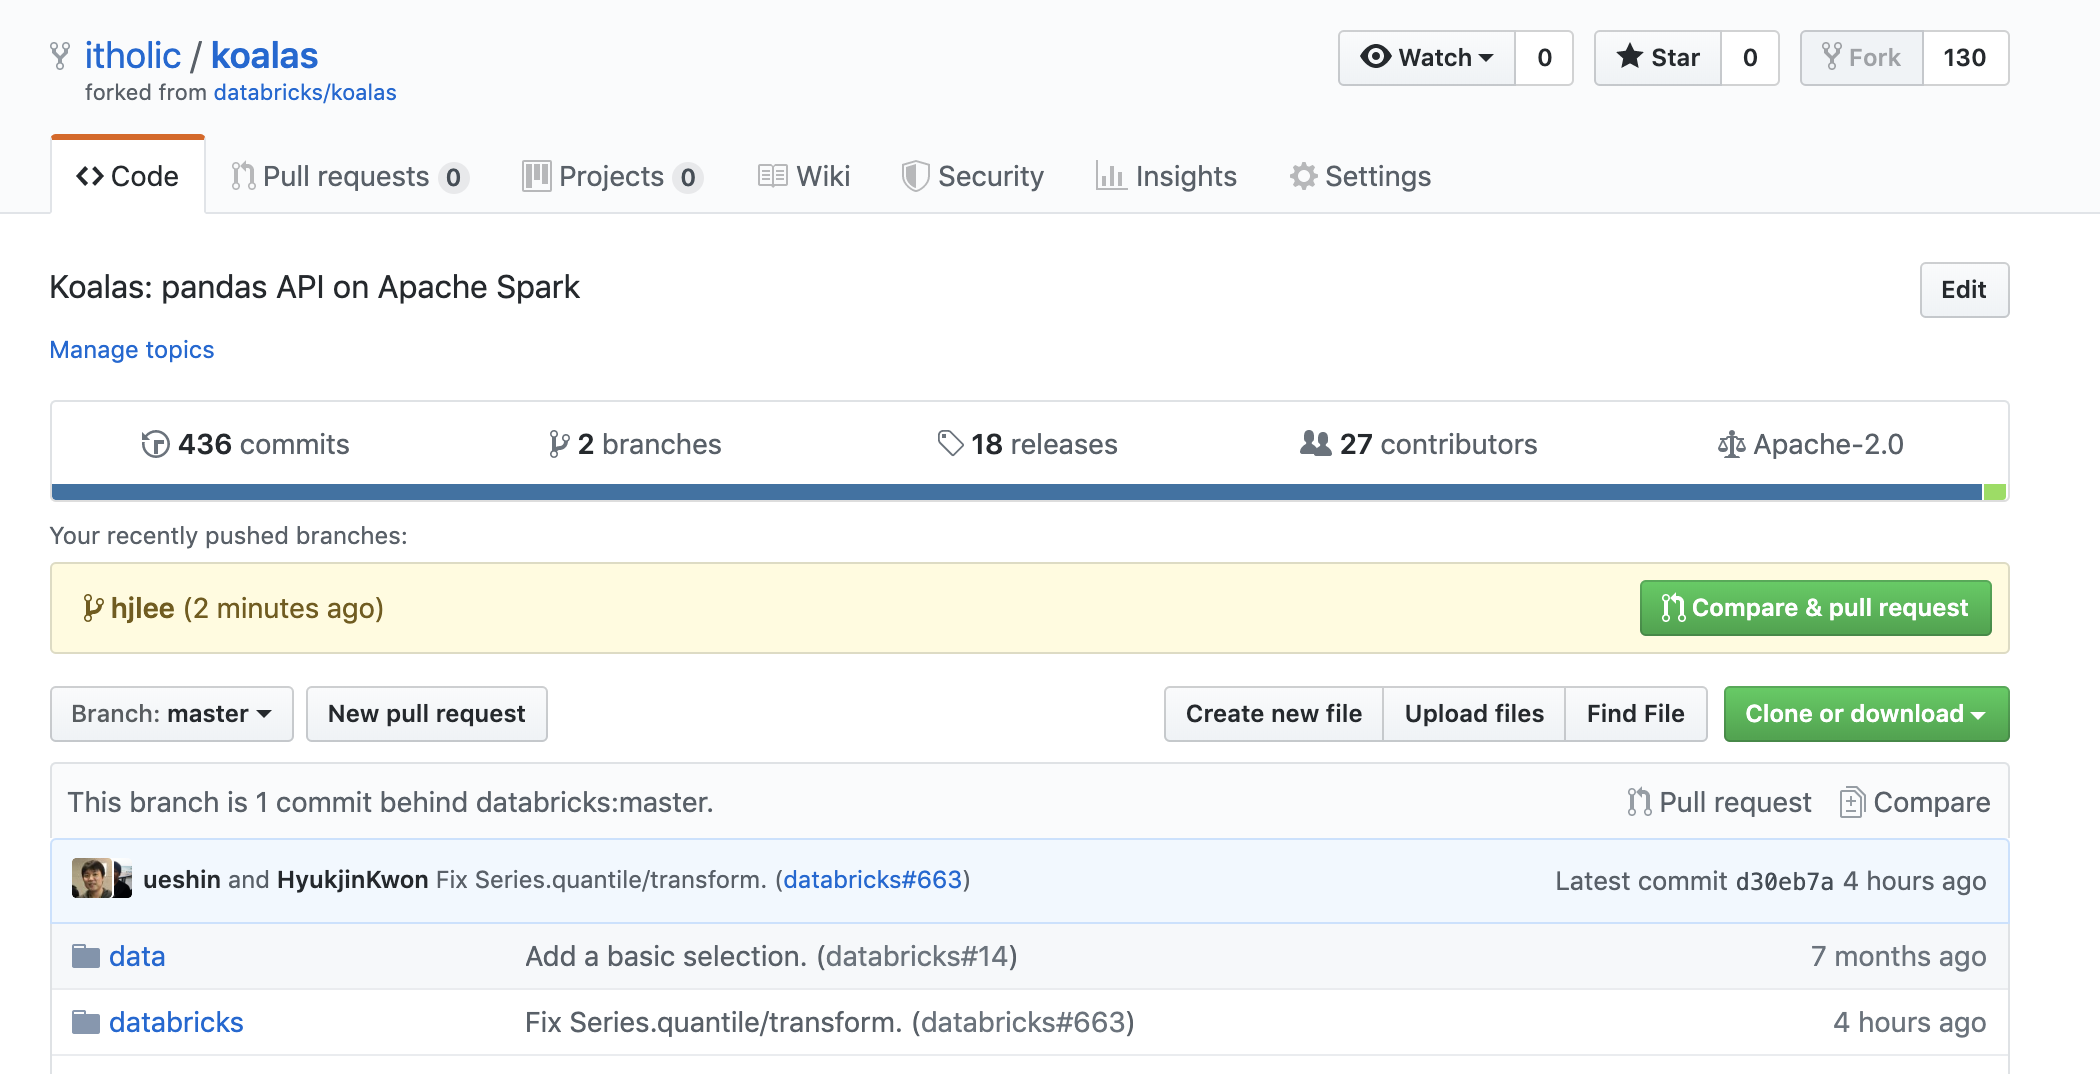 itholic / koalas
forked from databricks/koalas
Watch 0 Star 0 Fork 130
Code Pull requests 0 Projects 0 Wiki Security Insights Settings
Koalas: pandas API on Apache Spark
Edit
Manage topics
436 commits 2 branches 18 releases 27 contributors Apache-2.0
Your recently pushed branches:
hjlee (2 minutes ago) Compare & pull request
Branch: master New pull request Create new file Upload files Find File Clone or download
This branch is 1 commit behind databricks:master. Pull request Compare
ueshin and HyukjinKwon Fix Series.quantile/transform. (databricks#663) Latest commit d30eb7a 4 hours ago
data Add a basic selection. (databricks#14) 7 months ago
databricks Fix Series.quantile/transform. (databricks#663) 4 hours ago